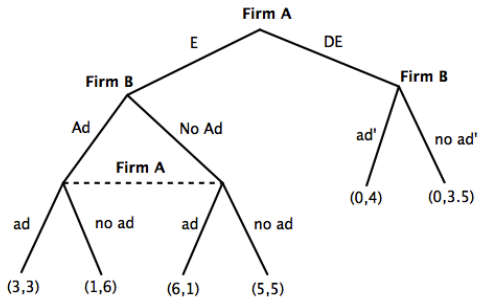 Firm A
E
DE
Firm B
Firm B
Ad
No Ad
ad'
no ad'
Firm A
(0,4)
(0,3.5)
ad
no ad
ad
no ad
(3,3)
(1,6)
(6,1)
(5,5)